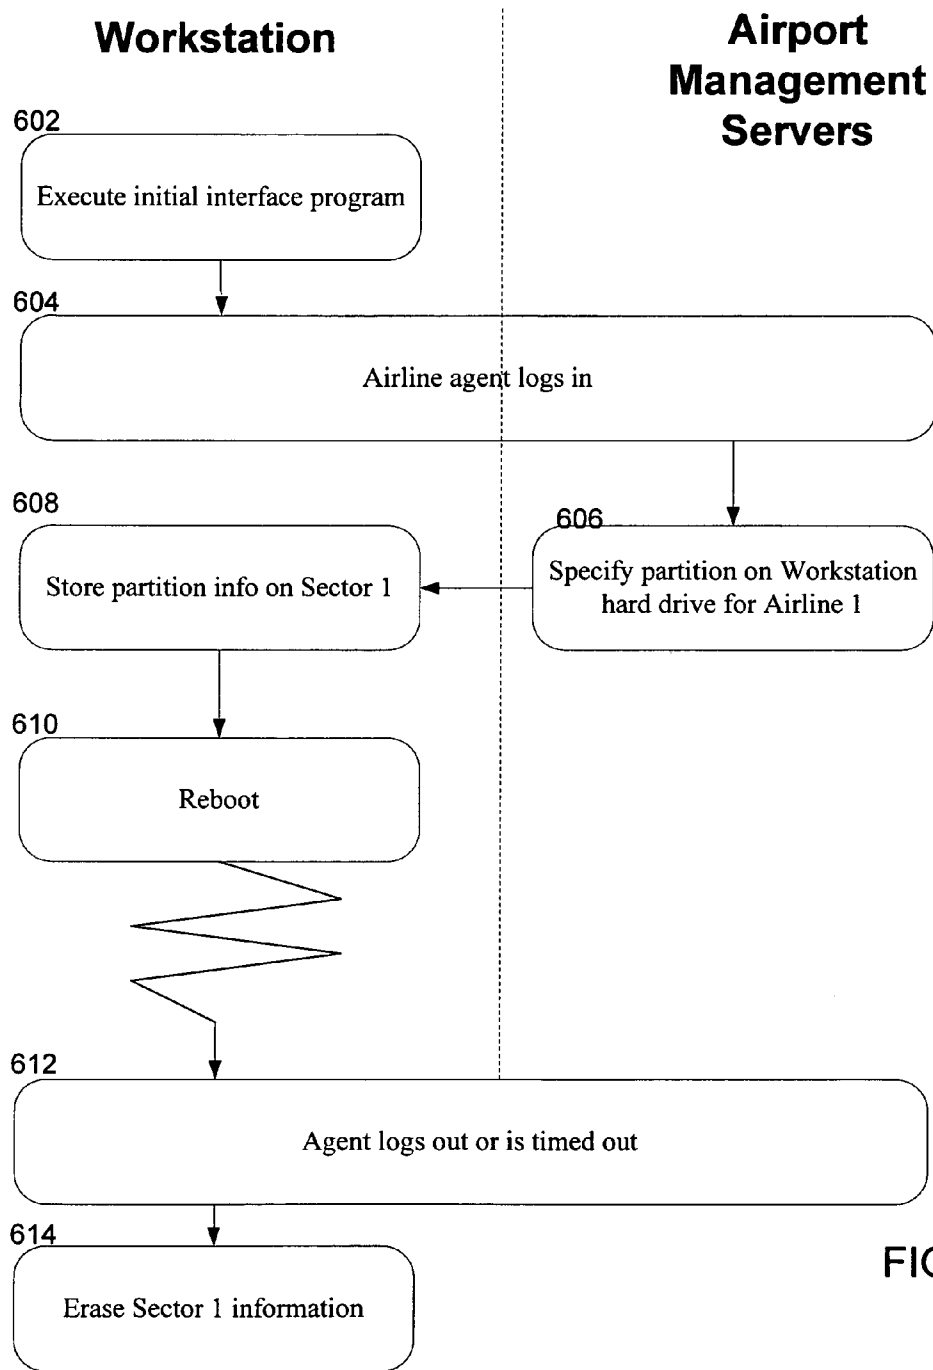 Workstation
Airport
Management
Servers
602
Execute initial interface program
604
Airline agent logs in
608
Store partition info on Sector 1
606
Specify partition on Workstation
hard drive for Airline 1
610
Reboot
612
Agent logs out or is timed out
614
Erase Sector 1 information